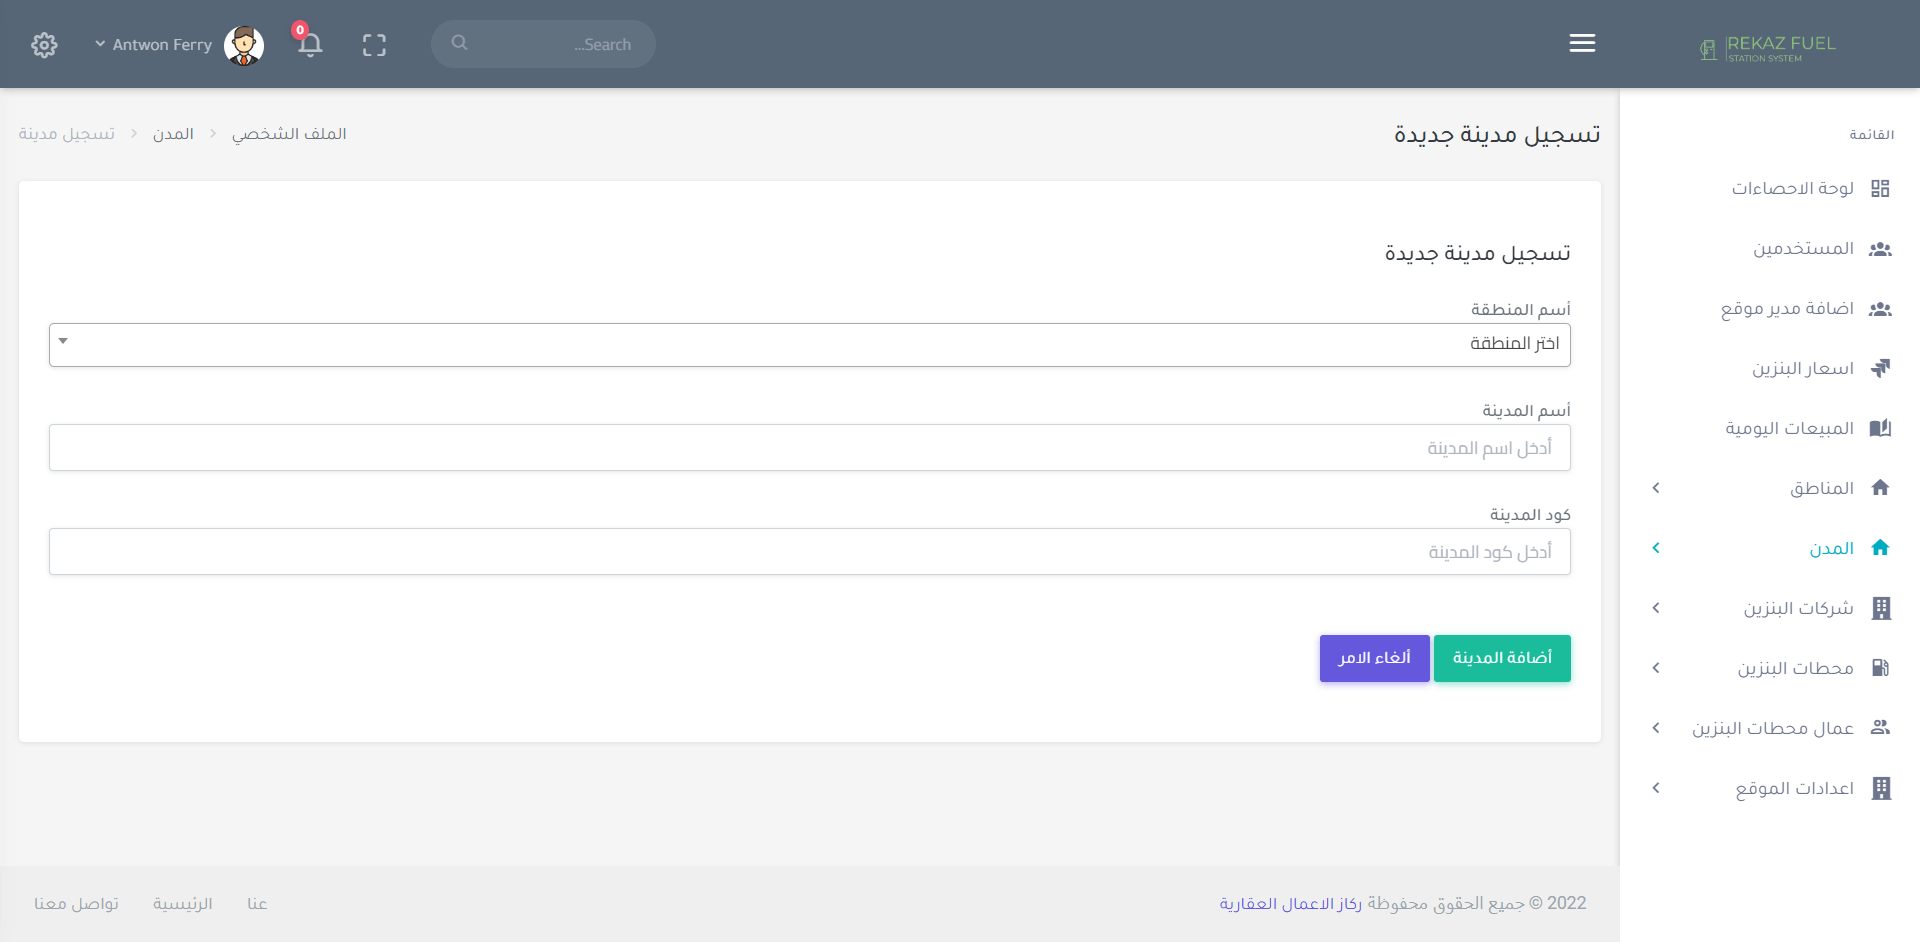 REKAZ FUEL
STATION SYSTEM
Search...
0
Antwon Ferry
القائمة
لوحة الاحصاءات
المستخدمين
اضافة مدير موقع
اسعار البنزين
المبيعات اليومية
المناطق
المدن
شركات البنزين
محطات البنزين
عمال محطات البنزين
اعدادات الموقع
تسجيل مدينة جديدة
الملف الشخصي
المدن
تسجيل مدينة
تسجيل مدينة جديدة
أسم المنطقة
اختر المنطقة
أسم المدينة
أدخل اسم المدينة
كود المدينة
أدخل كود المدينة
أضافة المدينة
ألغاء الامر
2022 © جميع الحقوق محفوظة ركاز الاعمال العقارية
عنا
الرئيسية
تواصل معنا